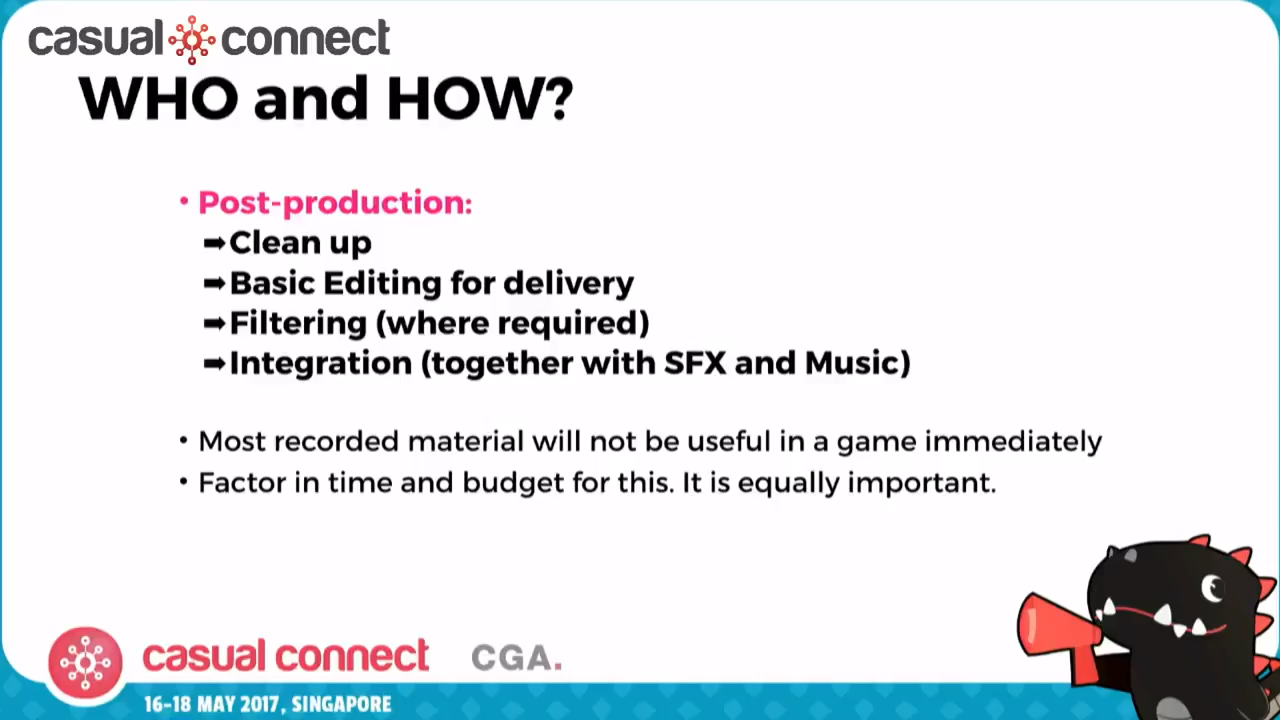 casual connect
WHO and HOW?
• Post-production:
➡Clean up
➡Basic Editing for delivery
➡Filtering (where required)
➡Integration (together with SFX and Music)
• Most recorded material will not be useful in a game immediately
• Factor in time and budget for this. It is equally important.
casual connect CGA.
16-18 MAY 2017, SINGAPORE